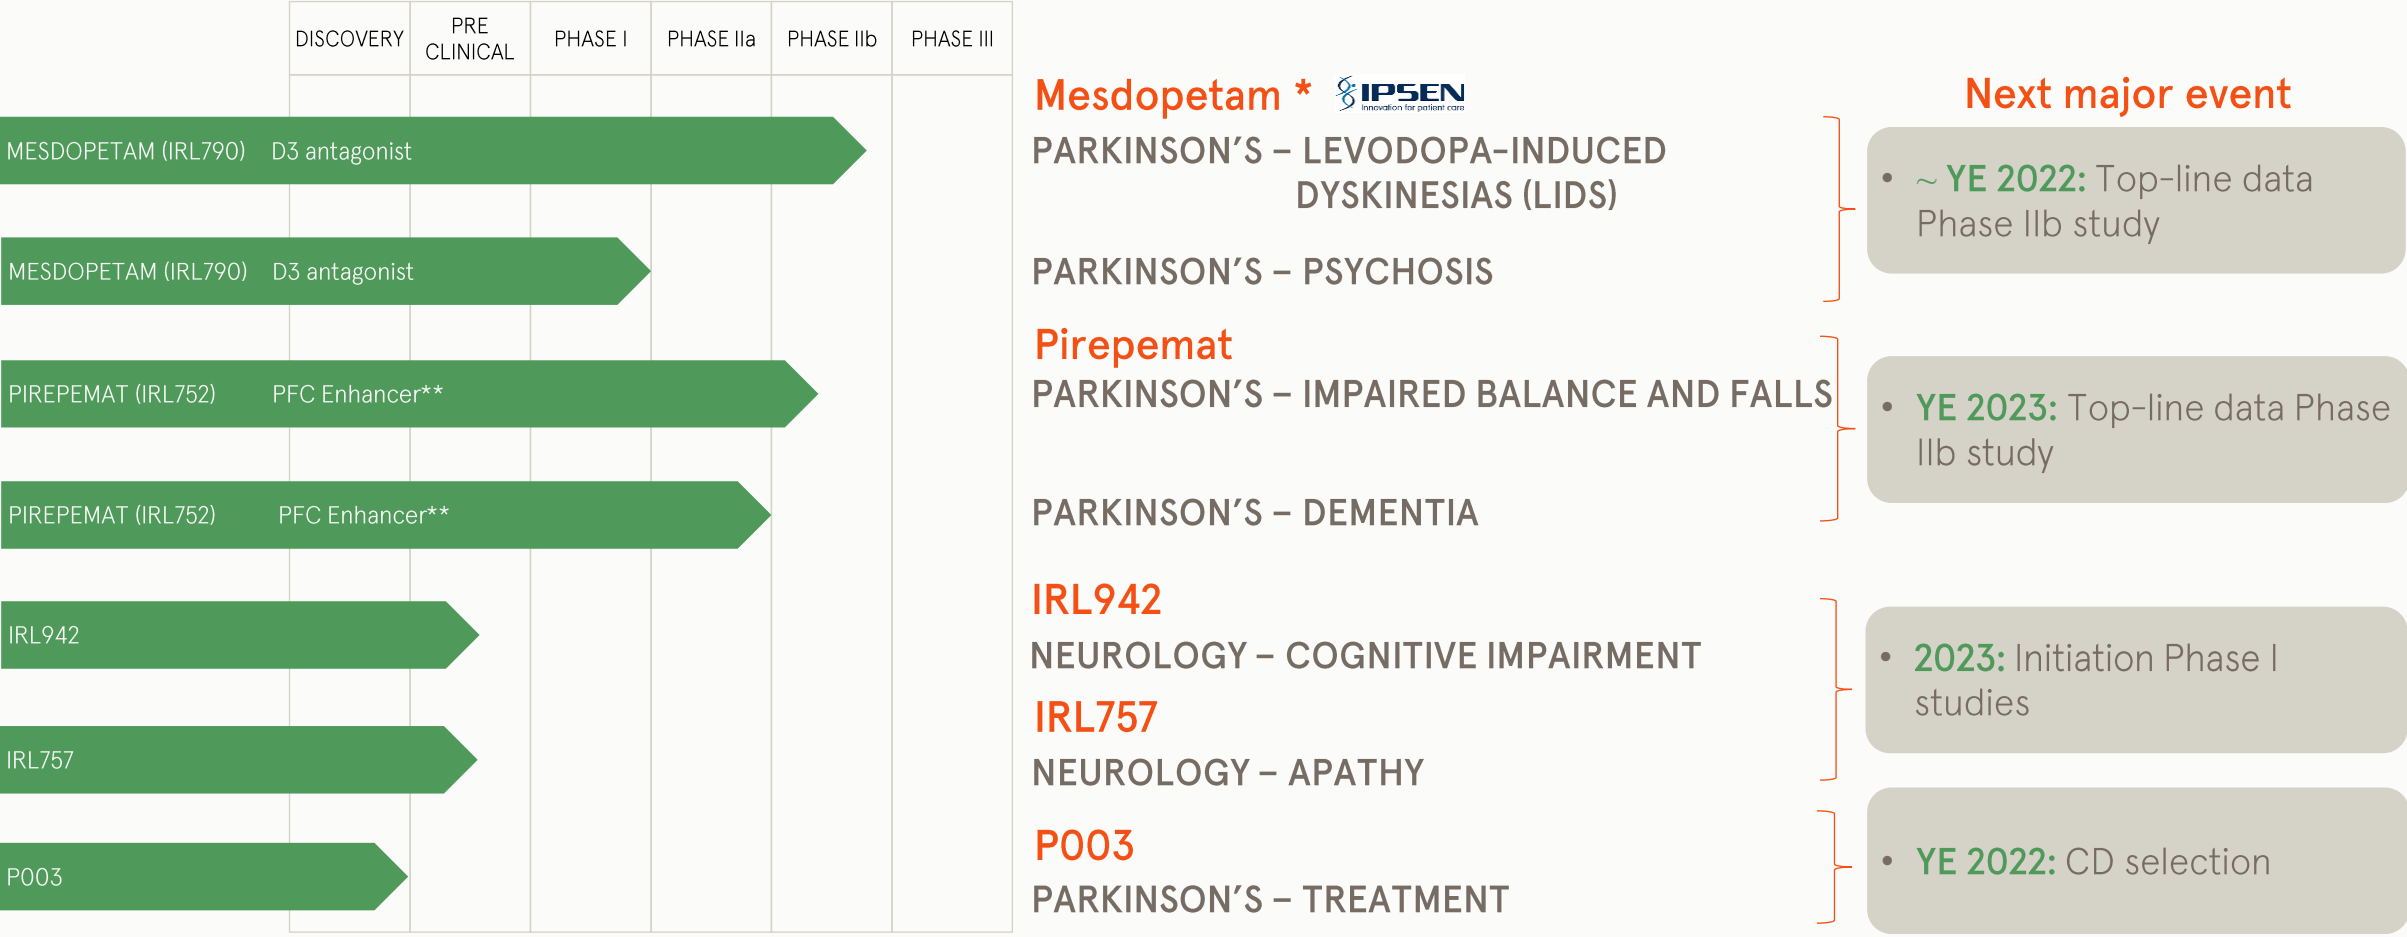 DISCOVERY
PRE
CLINICAL
PHASE I
PHASE IIa
PHASE IIb
PHASE III
MESDOPETAM (IRL790) D3 antagonist
MESDOPETAM (IRL790) D3 antagonist
PIREPEMAT (IRL752) PFC Enhancer**
PIREPEMAT (IRL752) PFC Enhancer**
IRL942
IRL757
P003
Mesdopetam *
IPSEN
Innovation for patient care
PARKINSON’S – LEVODOPA-INDUCED
DYSKINESIAS (LIDS)
PARKINSON’S – PSYCHOSIS
Pirepemat
PARKINSON’S – IMPAIRED BALANCE AND FALLS
PARKINSON’S – DEMENTIA
IRL942
NEUROLOGY – COGNITIVE IMPAIRMENT
IRL757
NEUROLOGY – APATHY
P003
PARKINSON’S – TREATMENT
Next major event
• ~ YE 2022: Top-line data
Phase IIb study
• YE 2023: Top-line data Phase
IIb study
• 2023: Initiation Phase I
studies
• YE 2022: CD selection